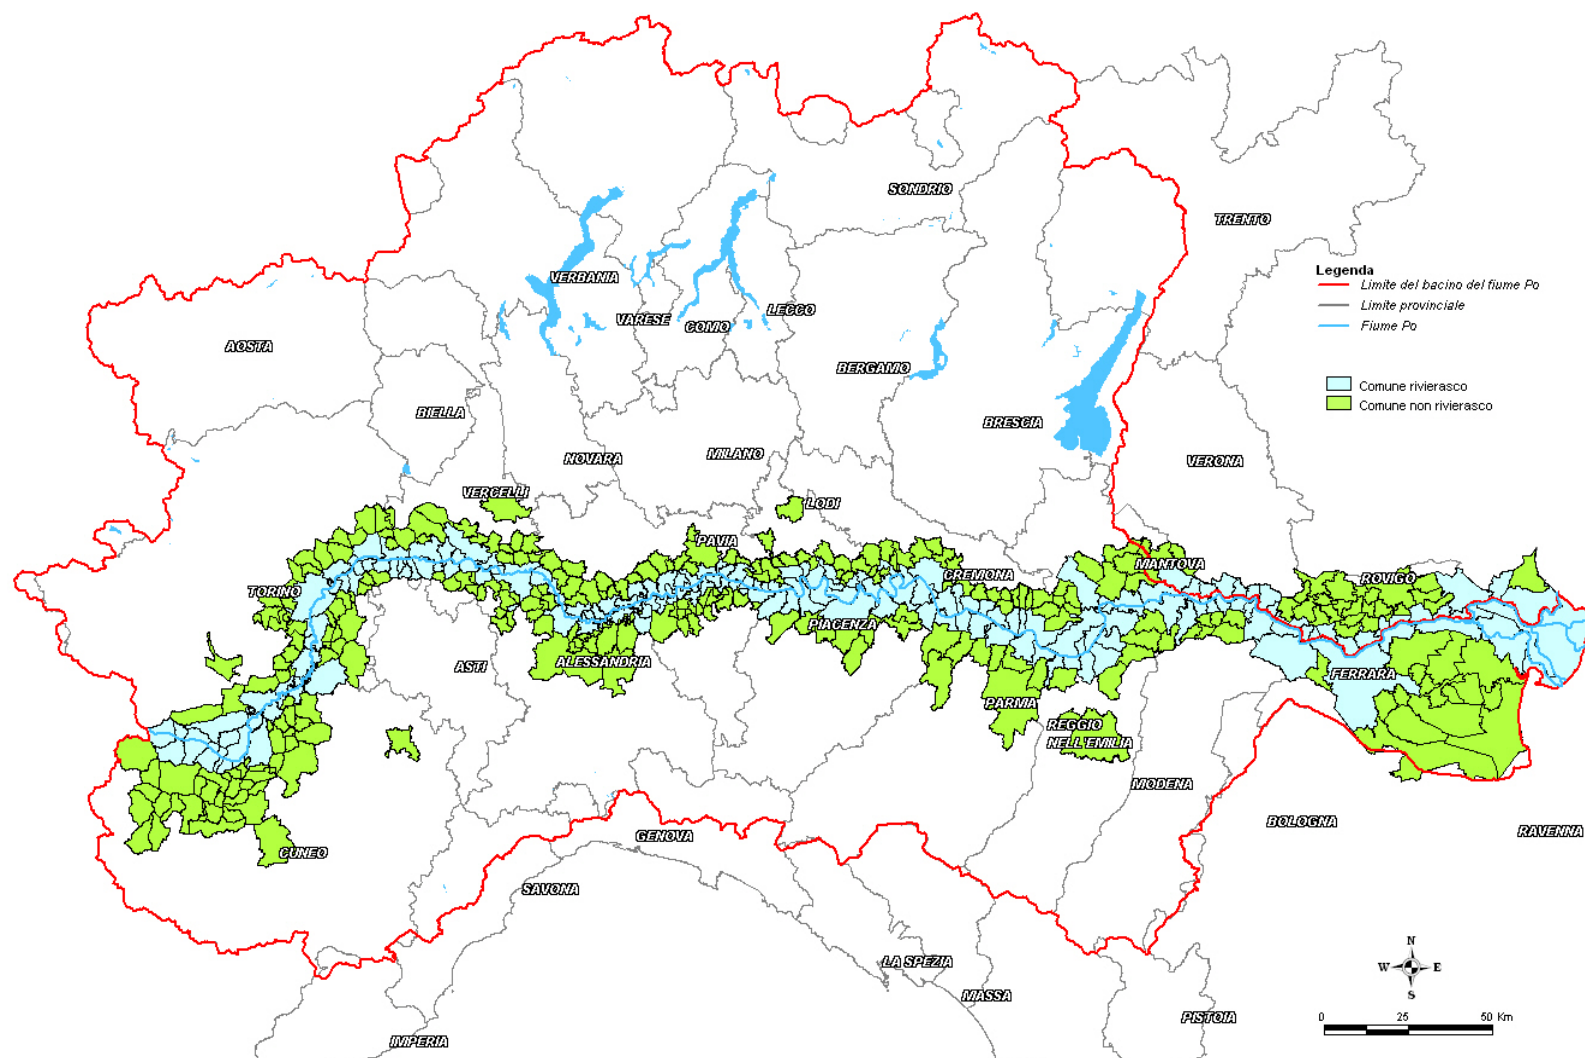 SONDRIO
TRENTO
Legenda
Limite del bacino del fiume Po
Limite provinciale
Fiume Po
Comune rivierasco
Comune non rivierasco
VERBANIA
VARESE
COMO
LECCO
AOSTA
BERGAMO
BIELLA
BRESCIA
NOVARA
MILANO
VERONA
VERCELLI
LODI
PAVIA
MANTOVA
CREMONA
ROVIGO
TORINO
PIACENZA
ASTI
ALESSANDRIA
FERRARA
PARMA
REGGIO
NELL'EMILIA
MODENA
BOLOGNA
RAVENNA
GENOVA
CUNEO
SAVONA
LA SPEZIA
MASSA
PISTOIA
IMPERIA
N
W E
S
0 25 50 Km